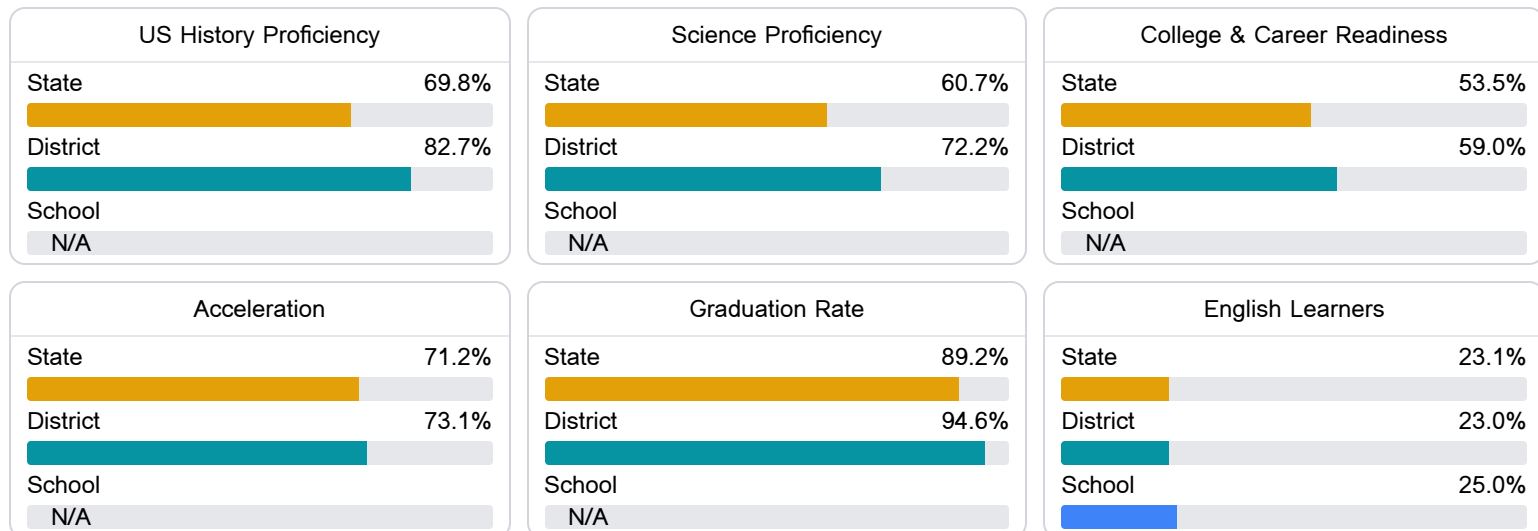 US History Proficiency
State 69.8%
District 82.7%
School
N/A
Science Proficiency
State 60.7%
District 72.2%
School
N/A
College & Career Readiness
State 53.5%
District 59.0%
School
N/A
Acceleration
State 71.2%
District 73.1%
School
N/A
Graduation Rate
State 89.2%
District 94.6%
School
N/A
English Learners
State 23.1%
District 23.0%
School 25.0%